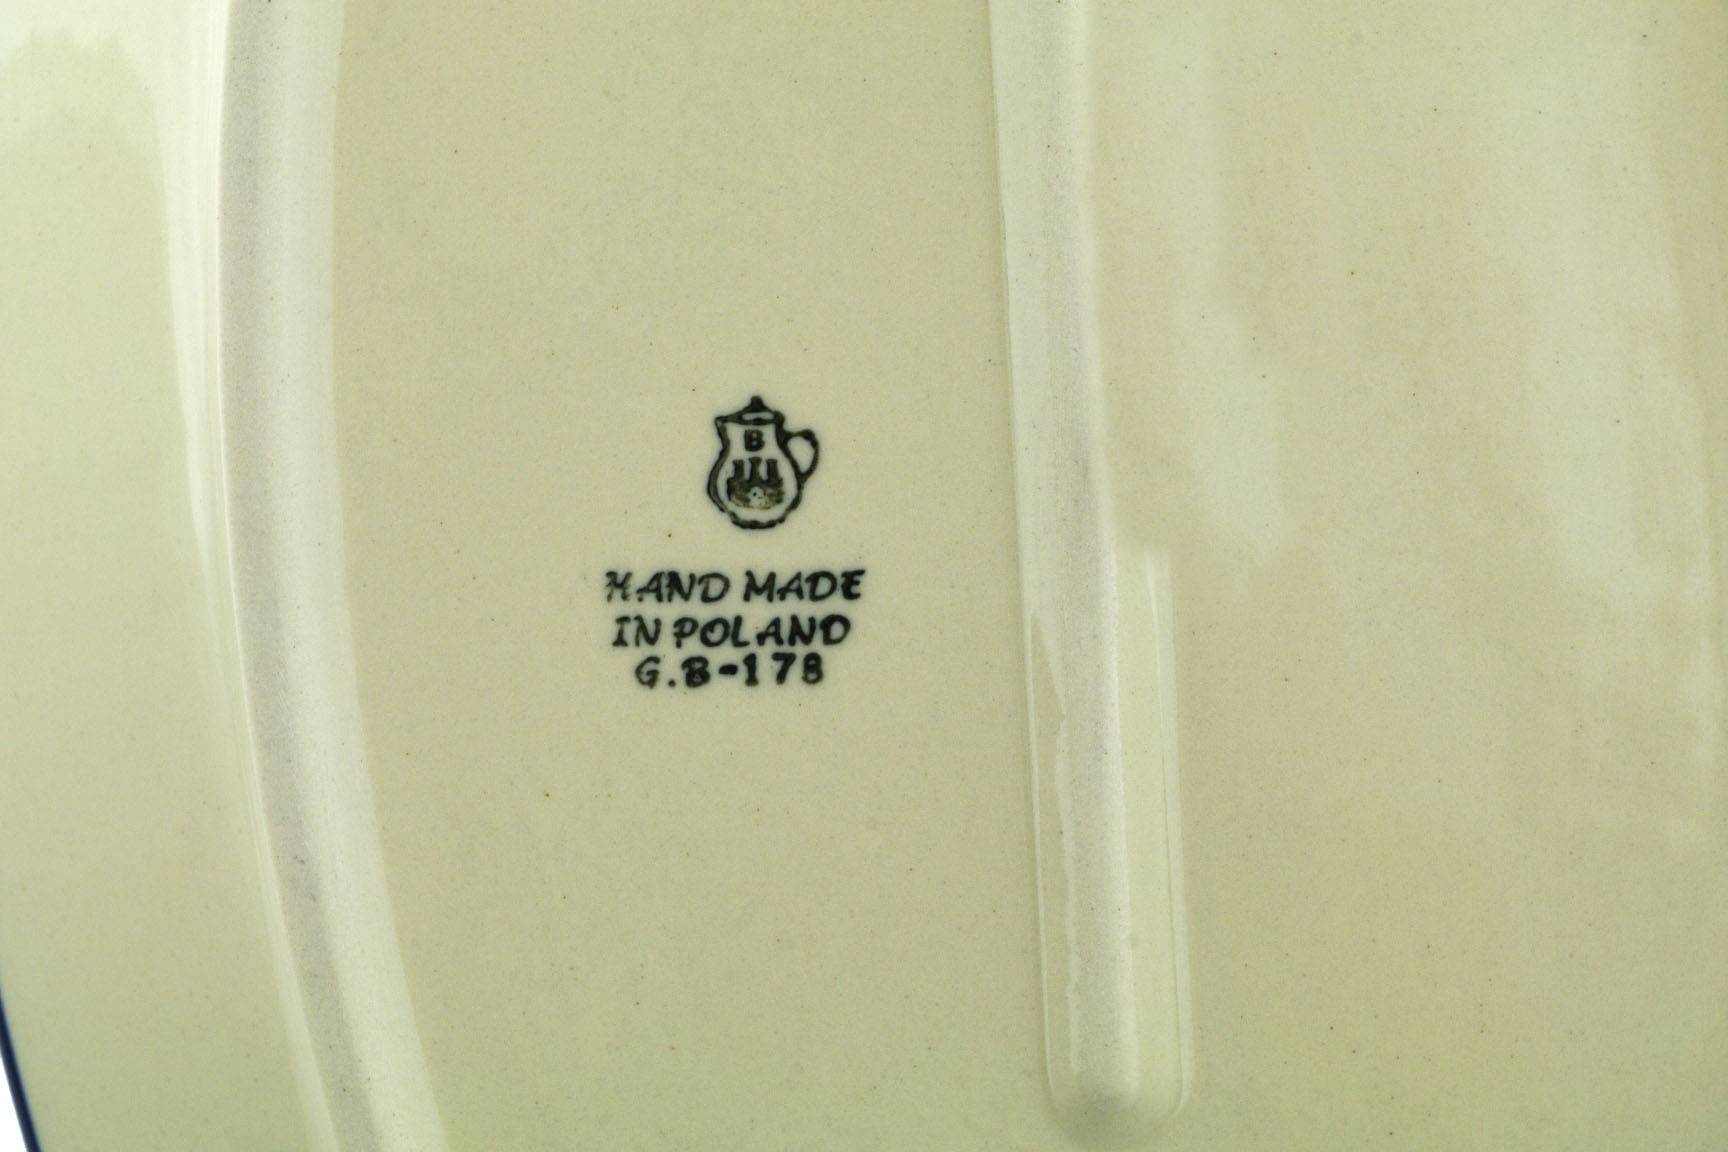 B
HAND MADE
IN POLAND
G.B-178